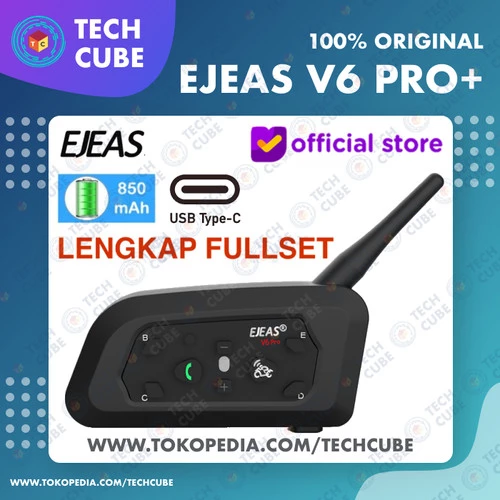 TECH
CUBE
100% ORIGINAL
EJEAS V6 PRO+
EJEAS
official store
850
mAh
USB Type-C
LENGKAP FULLSET
EJEAS®
V6 Pro+
B
E
C
D
WWW.TOKOPEDIA.COM/TECHCUBE
WWW.TOKOPEDIA.COM/TECHCUBE